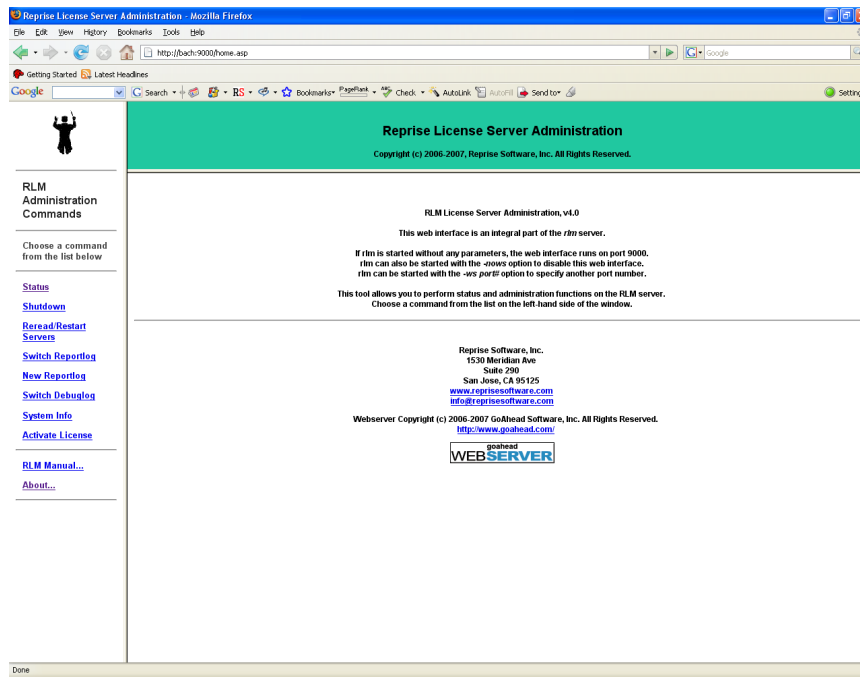 Reprise License Server Administration - Mozilla Firefox
File Edit View History Bookmarks Tools Help
http://bach:9000/home.asp
Google
Getting Started Latest Headlines
Google Search RS Bookmarks PageRank Check AutoLink AutoFill Send to
RLM
Administration
Commands
Choose a command
from the list below
Status
Shutdown
Reread/Restart
Servers
Switch Reportlog
New Reportlog
Switch Debuglog
System Info
Activate License
RLM Manual...
About...
Reprise License Server Administration
Copyright (c) 2006-2007, Reprise Software, Inc. All Rights Reserved.
RLM License Server Administration, v4.0
This web interface is an integral part of the rlm server.
If rlm is started without any parameters, the web interface runs on port 9000.
rlm can also be started with the -nows option to disable this web interface.
rlm can be started with the -ws port# option to specify another port number.
This tool allows you to perform status and administration functions on the RLM server.
Choose a command from the list on the left-hand side of the window.
Reprise Software, Inc.
1530 Meridian Ave
Suite 290
San Jose, CA 95125
www.reprisesoftware.com
info@reprisesoftware.com
Webserver Copyright (c) 2006-2007 GoAhead Software, Inc. All Rights Reserved.
http://www.goahead.com/
goahead
WEBSERVER
Done